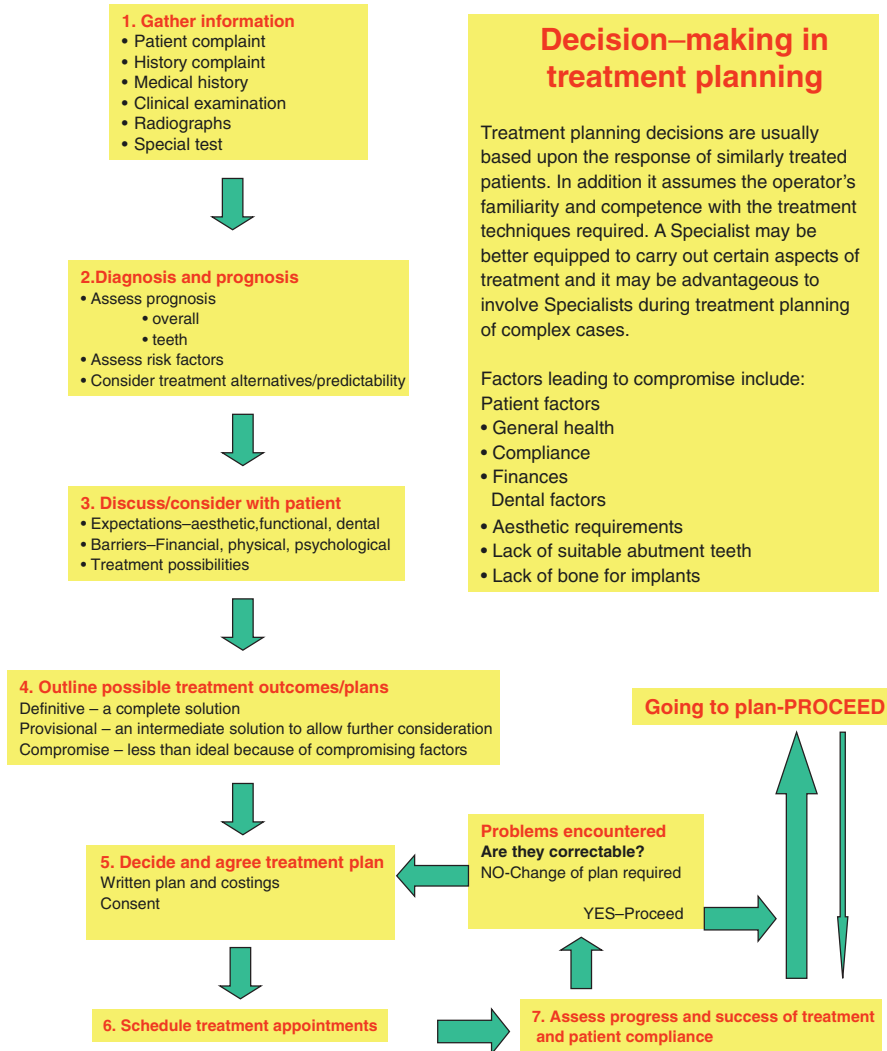 1. Gather information
• Patient complaint
• History complaint
• Medical history
• Clinical examination
• Radiographs
• Special test
Decision–making in
treatment planning
Treatment planning decisions are usually
based upon the response of similarly treated
patients. In addition it assumes the operator's
familiarity and competence with the treatment
techniques required. A Specialist may be
better equipped to carry out certain aspects of
treatment and it may be advantageous to
involve Specialists during treatment planning
of complex cases.
Factors leading to compromise include:
Patient factors
• General health
• Compliance
• Finances
Dental factors
• Aesthetic requirements
• Lack of suitable abutment teeth
• Lack of bone for implants
2.Diagnosis and prognosis
• Assess prognosis
• overall
• teeth
• Assess risk factors
• Consider treatment alternatives/predictability
3. Discuss/consider with patient
• Expectations–aesthetic,functional, dental
• Barriers–Financial, physical, psychological
• Treatment possibilities
4. Outline possible treatment outcomes/plans
Definitive – a complete solution
Provisional – an intermediate solution to allow further consideration
Compromise – less than ideal because of compromising factors
Going to plan-PROCEED
5. Decide and agree treatment plan
Written plan and costings
Consent
Problems encountered
Are they correctable?
NO-Change of plan required
YES–Proceed
6. Schedule treatment appointments
7. Assess progress and success of treatment
and patient compliance